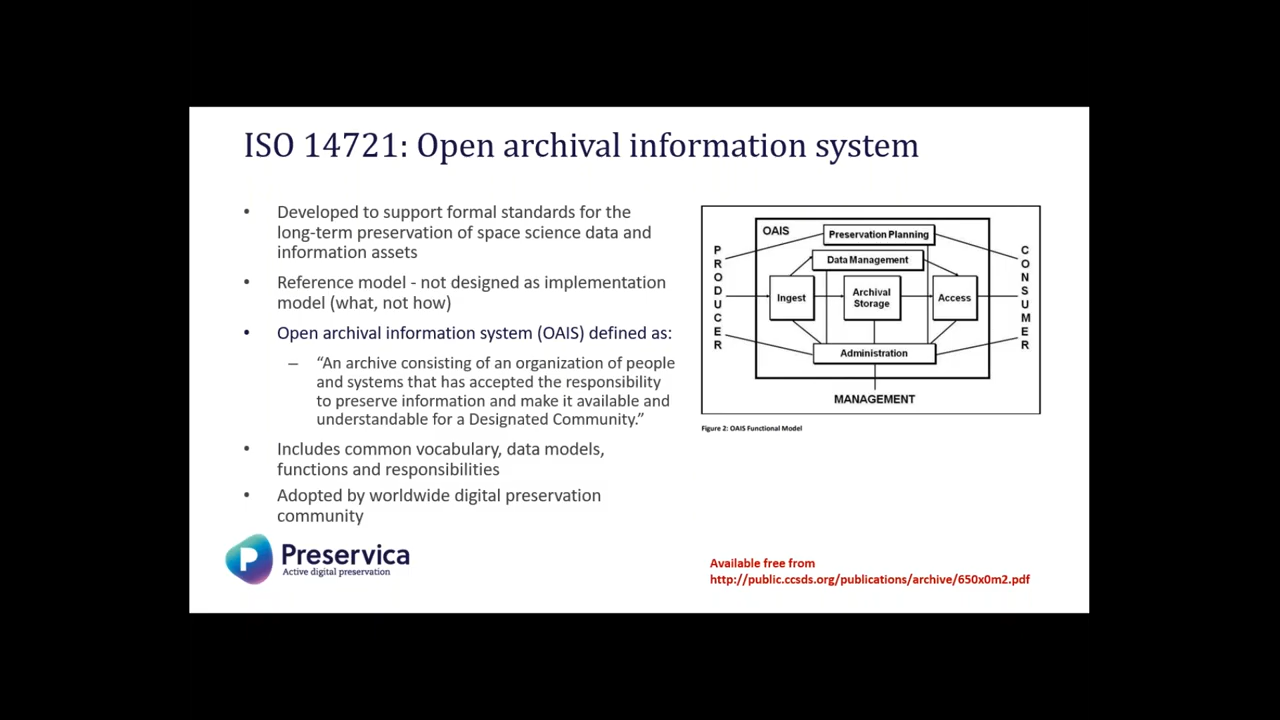 ISO 14721: Open archival information system
• Developed to support formal standards for the
long-term preservation of space science data and
information assets
• Reference model - not designed as implementation
model (what, not how)
• Open archival information system (OAIS) defined as:
– “An archive consisting of an organization of people
and systems that has accepted the responsibility
to preserve information and make it available and
understandable for a Designated Community.”
• Includes common vocabulary, data models,
functions and responsibilities
• Adopted by worldwide digital preservation
community
OAIS
Preservation Planning
Data Management
PRODUCER
Ingest
Archival
Storage
Access
CONSUMER
Administration
MANAGEMENT
Figure 2: OAIS Functional Model
P
Preservica
Active digital preservation
Available free from
http://public.ccsds.org/publications/archive/650x0m2.pdf